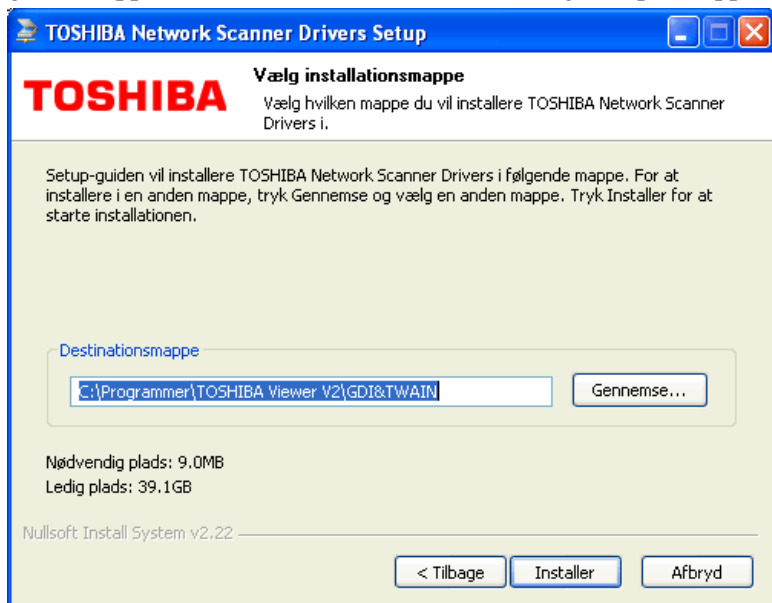 TOSHIBA Network Scanner Drivers Setup
TOSHIBA
Vælg installationsmappe
Vælg hvilken mappe du vil installere TOSHIBA Network Scanner
Drivers i.
Setup-guiden vil installere TOSHIBA Network Scanner Drivers i følgende mappe. For at
installere i en anden mappe, tryk Gennemse og vælg en anden mappe. Tryk Installer for at
starte installationen.
Destinationsmappe
C:\Programmer\TOSHIBA Viewer V2\GDI&TWAIN
Gennemse...
Nødvendig plads: 9.0MB
Ledig plads: 39.1GB
Nullsoft Install System v2.22
< Tilbage
Installer
Afbryd